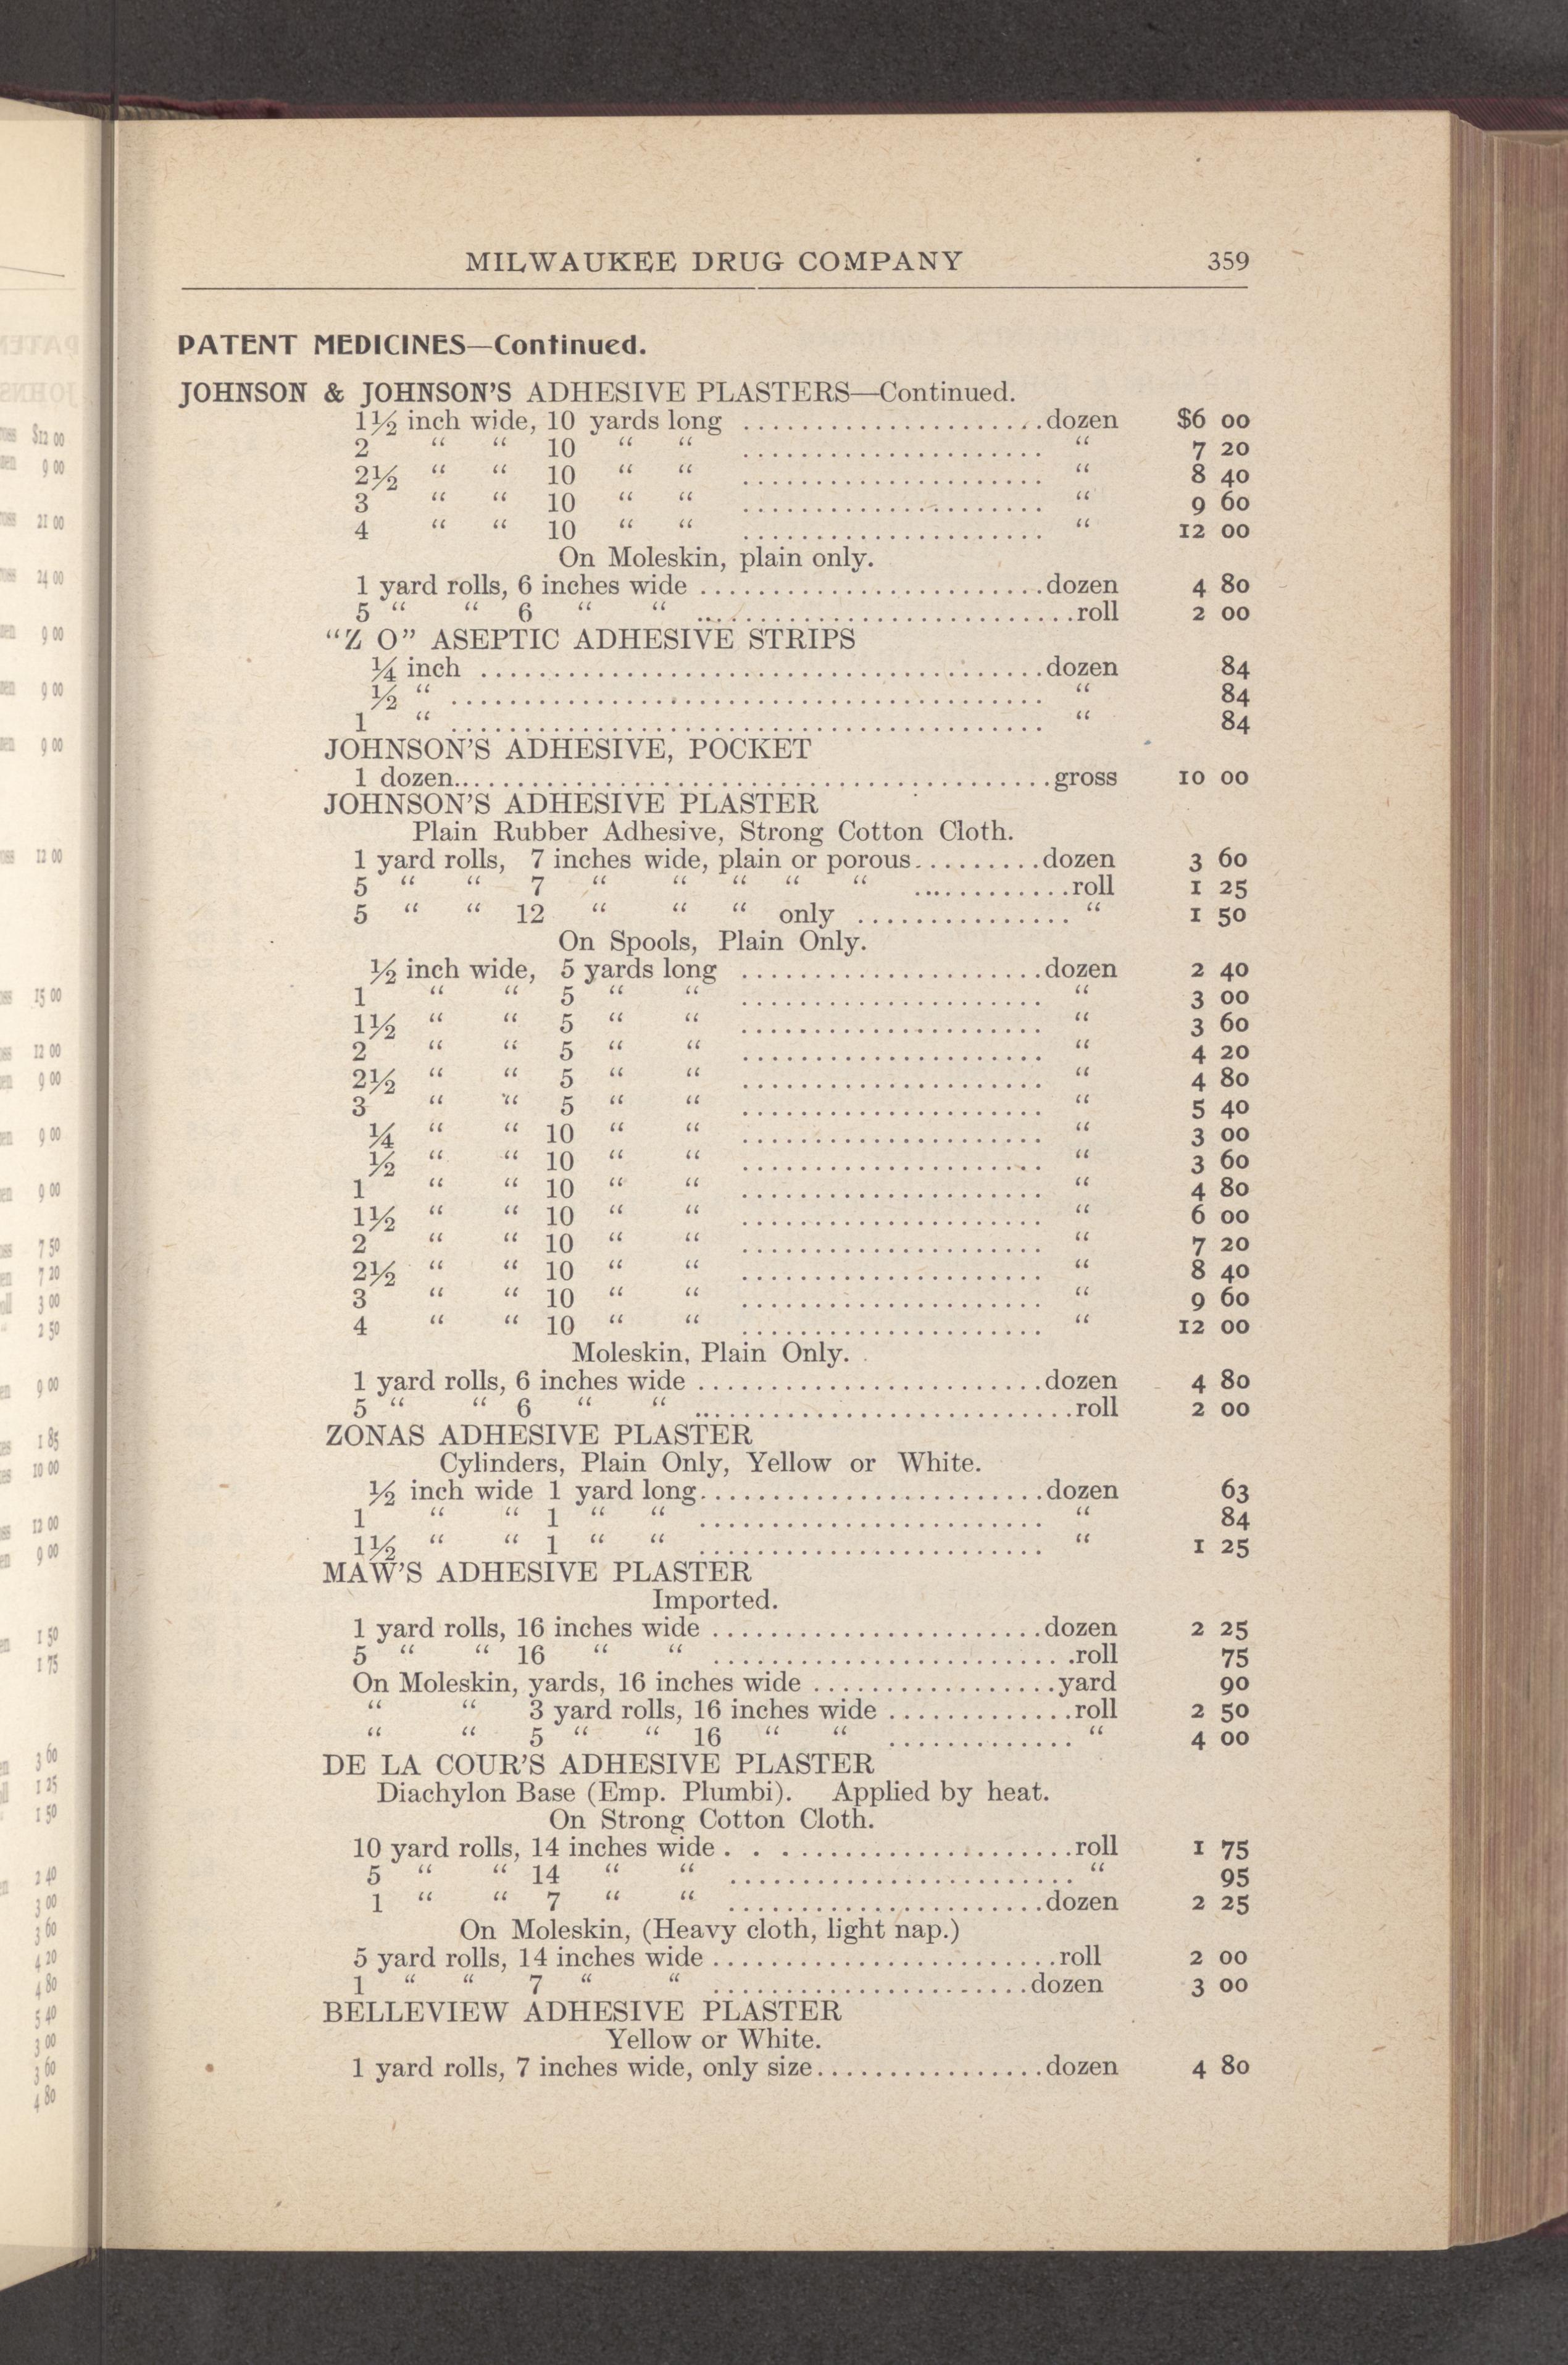 MILWAUKEE DRUG COMPANY 359
PATENT MEDICINES—Continued.
JOHNSON & JOHNSON'S ADHESIVE PLASTERS—Continued.
1½ inch wide, 10 yards long ..................... dozen $6 00
2 “ “ 10 “ “ ..................... “ 7 20
2½ “ “ 10 “ “ ..................... “ 8 40
3 “ “ 10 “ “ ..................... “ 9 60
4 “ “ 10 “ “ ..................... “ 12 00
On Moleskin, plain only.
1 yard rolls, 6 inches wide ........................ dozen 4 80
5 “ “ 6 “ “ .......................... roll 2 00
“Z O” ASEPTIC ADHESIVE STRIPS
¼ inch ....................................... dozen 84
½ “ ......................................... “ 84
1 “ ......................................... “ 84
JOHNSON'S ADHESIVE, POCKET
1 dozen......................................... gross 10 00
JOHNSON'S ADHESIVE PLASTER
Plain Rubber Adhesive, Strong Cotton Cloth.
1 yard rolls, 7 inches wide, plain or porous......... dozen 3 60
5 “ “ 7 “ “ “ “ “ ........... roll 1 25
5 “ “ 12 “ “ “ only ............... “ 1 50
On Spools, Plain Only.
½ inch wide, 5 yards long ..................... dozen 2 40
1 “ “ 5 “ “ ..................... “ 3 00
1½ “ “ 5 “ “ ..................... “ 3 60
2 “ “ 5 “ “ ..................... “ 4 20
2½ “ “ 5 “ “ ..................... “ 4 80
3 “ “ 5 “ “ ..................... “ 5 40
¼ “ “ 10 “ “ ..................... “ 3 00
½ “ “ 10 “ “ ..................... “ 3 60
1 “ “ 10 “ “ ..................... “ 4 80
1½ “ “ 10 “ “ ..................... “ 6 00
2 “ “ 10 “ “ ..................... “ 7 20
2½ “ “ 10 “ “ ..................... “ 8 40
3 “ “ 10 “ “ ..................... “ 9 60
4 “ “ 10 “ “ ..................... “ 12 00
Moleskin, Plain Only.
1 yard rolls, 6 inches wide ........................ dozen 4 80
5 “ “ 6 “ “ .......................... roll 2 00
ZONAS ADHESIVE PLASTER
Cylinders, Plain Only, Yellow or White.
½ inch wide 1 yard long........................ dozen 63
1 “ “ 1 “ “ ........................ “ 84
1½ “ “ 1 “ “ ........................ “ 1 25
MAW'S ADHESIVE PLASTER
Imported.
1 yard rolls, 16 inches wide ....................... dozen 2 25
5 “ “ 16 “ “ ......................... roll 75
On Moleskin, yards, 16 inches wide ................. yard 90
“ “ 3 yard rolls, 16 inches wide ............. roll 2 50
“ “ 5 “ “ 16 “ “ ............. “ 4 00
DE LA COUR'S ADHESIVE PLASTER
Diachylon Base (Emp. Plumbi). Applied by heat.
On Strong Cotton Cloth.
10 yard rolls, 14 inches wide . . ..................... roll 1 75
5 “ “ 14 “ “ ........................ “ 95
1 “ “ 7 “ “ ...................... dozen 2 25
On Moleskin, (Heavy cloth, light nap.)
5 yard rolls, 14 inches wide ........................ roll 2 00
1 “ “ 7 “ “ ...................... dozen 3 00
BELLEVIEW ADHESIVE PLASTER
Yellow or White.
1 yard rolls, 7 inches wide, only size................ dozen 4 80